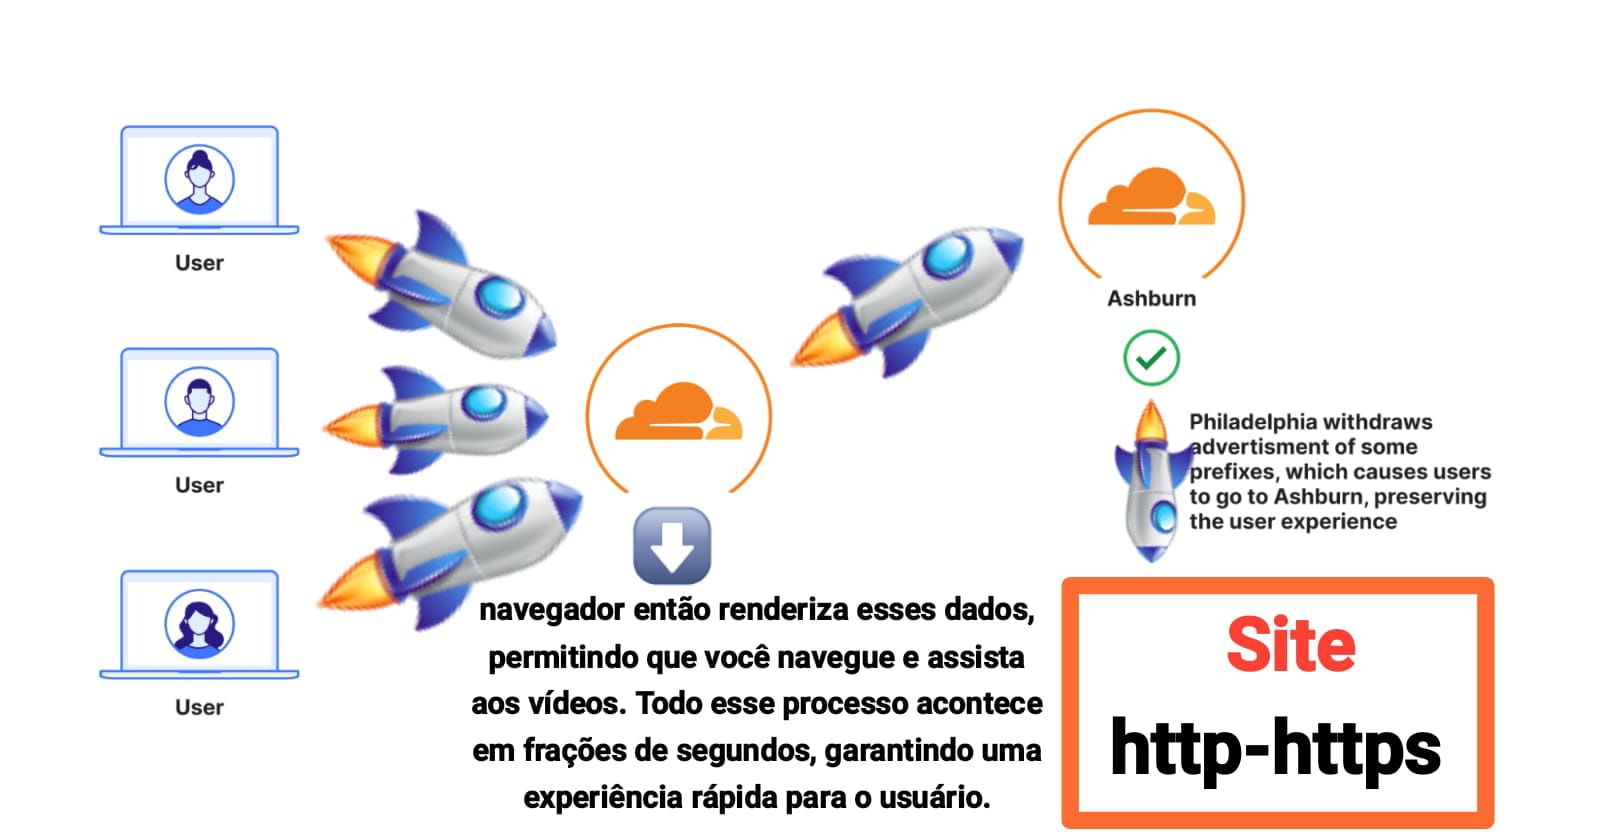 User
User
User
Ashburn
Philadelphia withdraws
advertisment of some
prefixes, which causes users
to go to Ashburn, preserving
the user experience
navegador então renderiza esses dados,
permitindo que você navegue e assista
aos vídeos. Todo esse processo acontece
em frações de segundos, garantindo uma
experiência rápida para o usuário.
Site
http-https